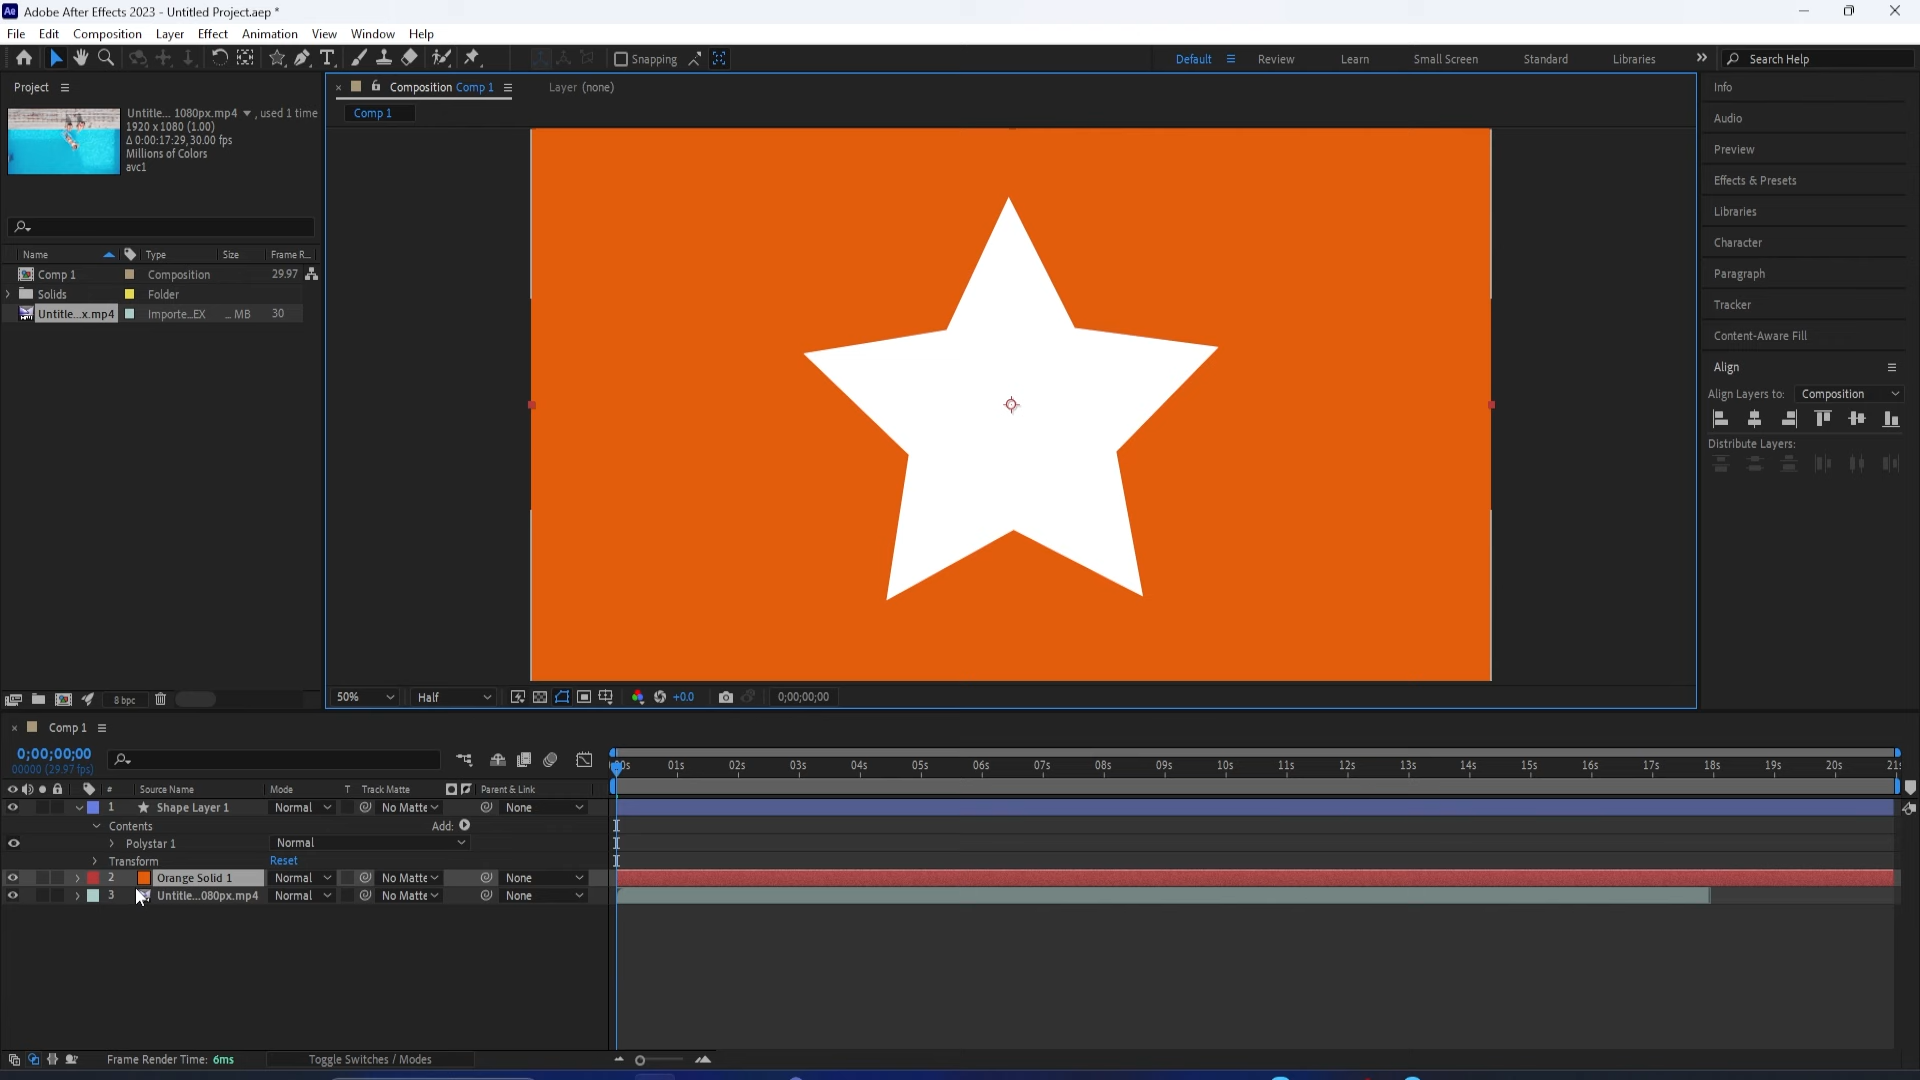 Ae Adobe After Effects 2023 - Untitled Project.aep *
File Edit Composition Layer Effect Animation View Window Help
Snapping Default Review Learn Small Screen Standard Libraries Search Help
Project
Untitle... 1080px.mp4 , used 1 time
1920 x 1080 (1.00)
Δ 0:00:17:29, 30.00 fps
Millions of Colors
avc1
Name Type Size Frame R...
Comp 1 Composition 29.97
Solids Folder
Untitle...x.mp4 Importe...EX ... MB 30
8 bpc
Composition Comp 1 Layer (none)
Comp 1
50% Half +0.0 0;00;00;00
Info
Audio
Preview
Effects & Presets
Libraries
Character
Paragraph
Tracker
Content-Aware Fill
Align
Align Layers to: Composition
Distribute Layers:
Comp 1
0;00;00;00
00000 (29.97 fps)
00s 01s 02s 03s 04s 05s 06s 07s 08s 09s 10s 11s 12s 13s 14s 15s 16s 17s 18s 19s 20s
# Source Name Mode T Track Matte Parent & Link
1 Shape Layer 1 Normal No Matte None
Contents Add:
Polystar 1 Normal
Transform Reset
2 Orange Solid 1 Normal No Matte None
3 Untitle...080px.mp4 Normal No Matte None
Frame Render Time: 6ms Toggle Switches / Modes